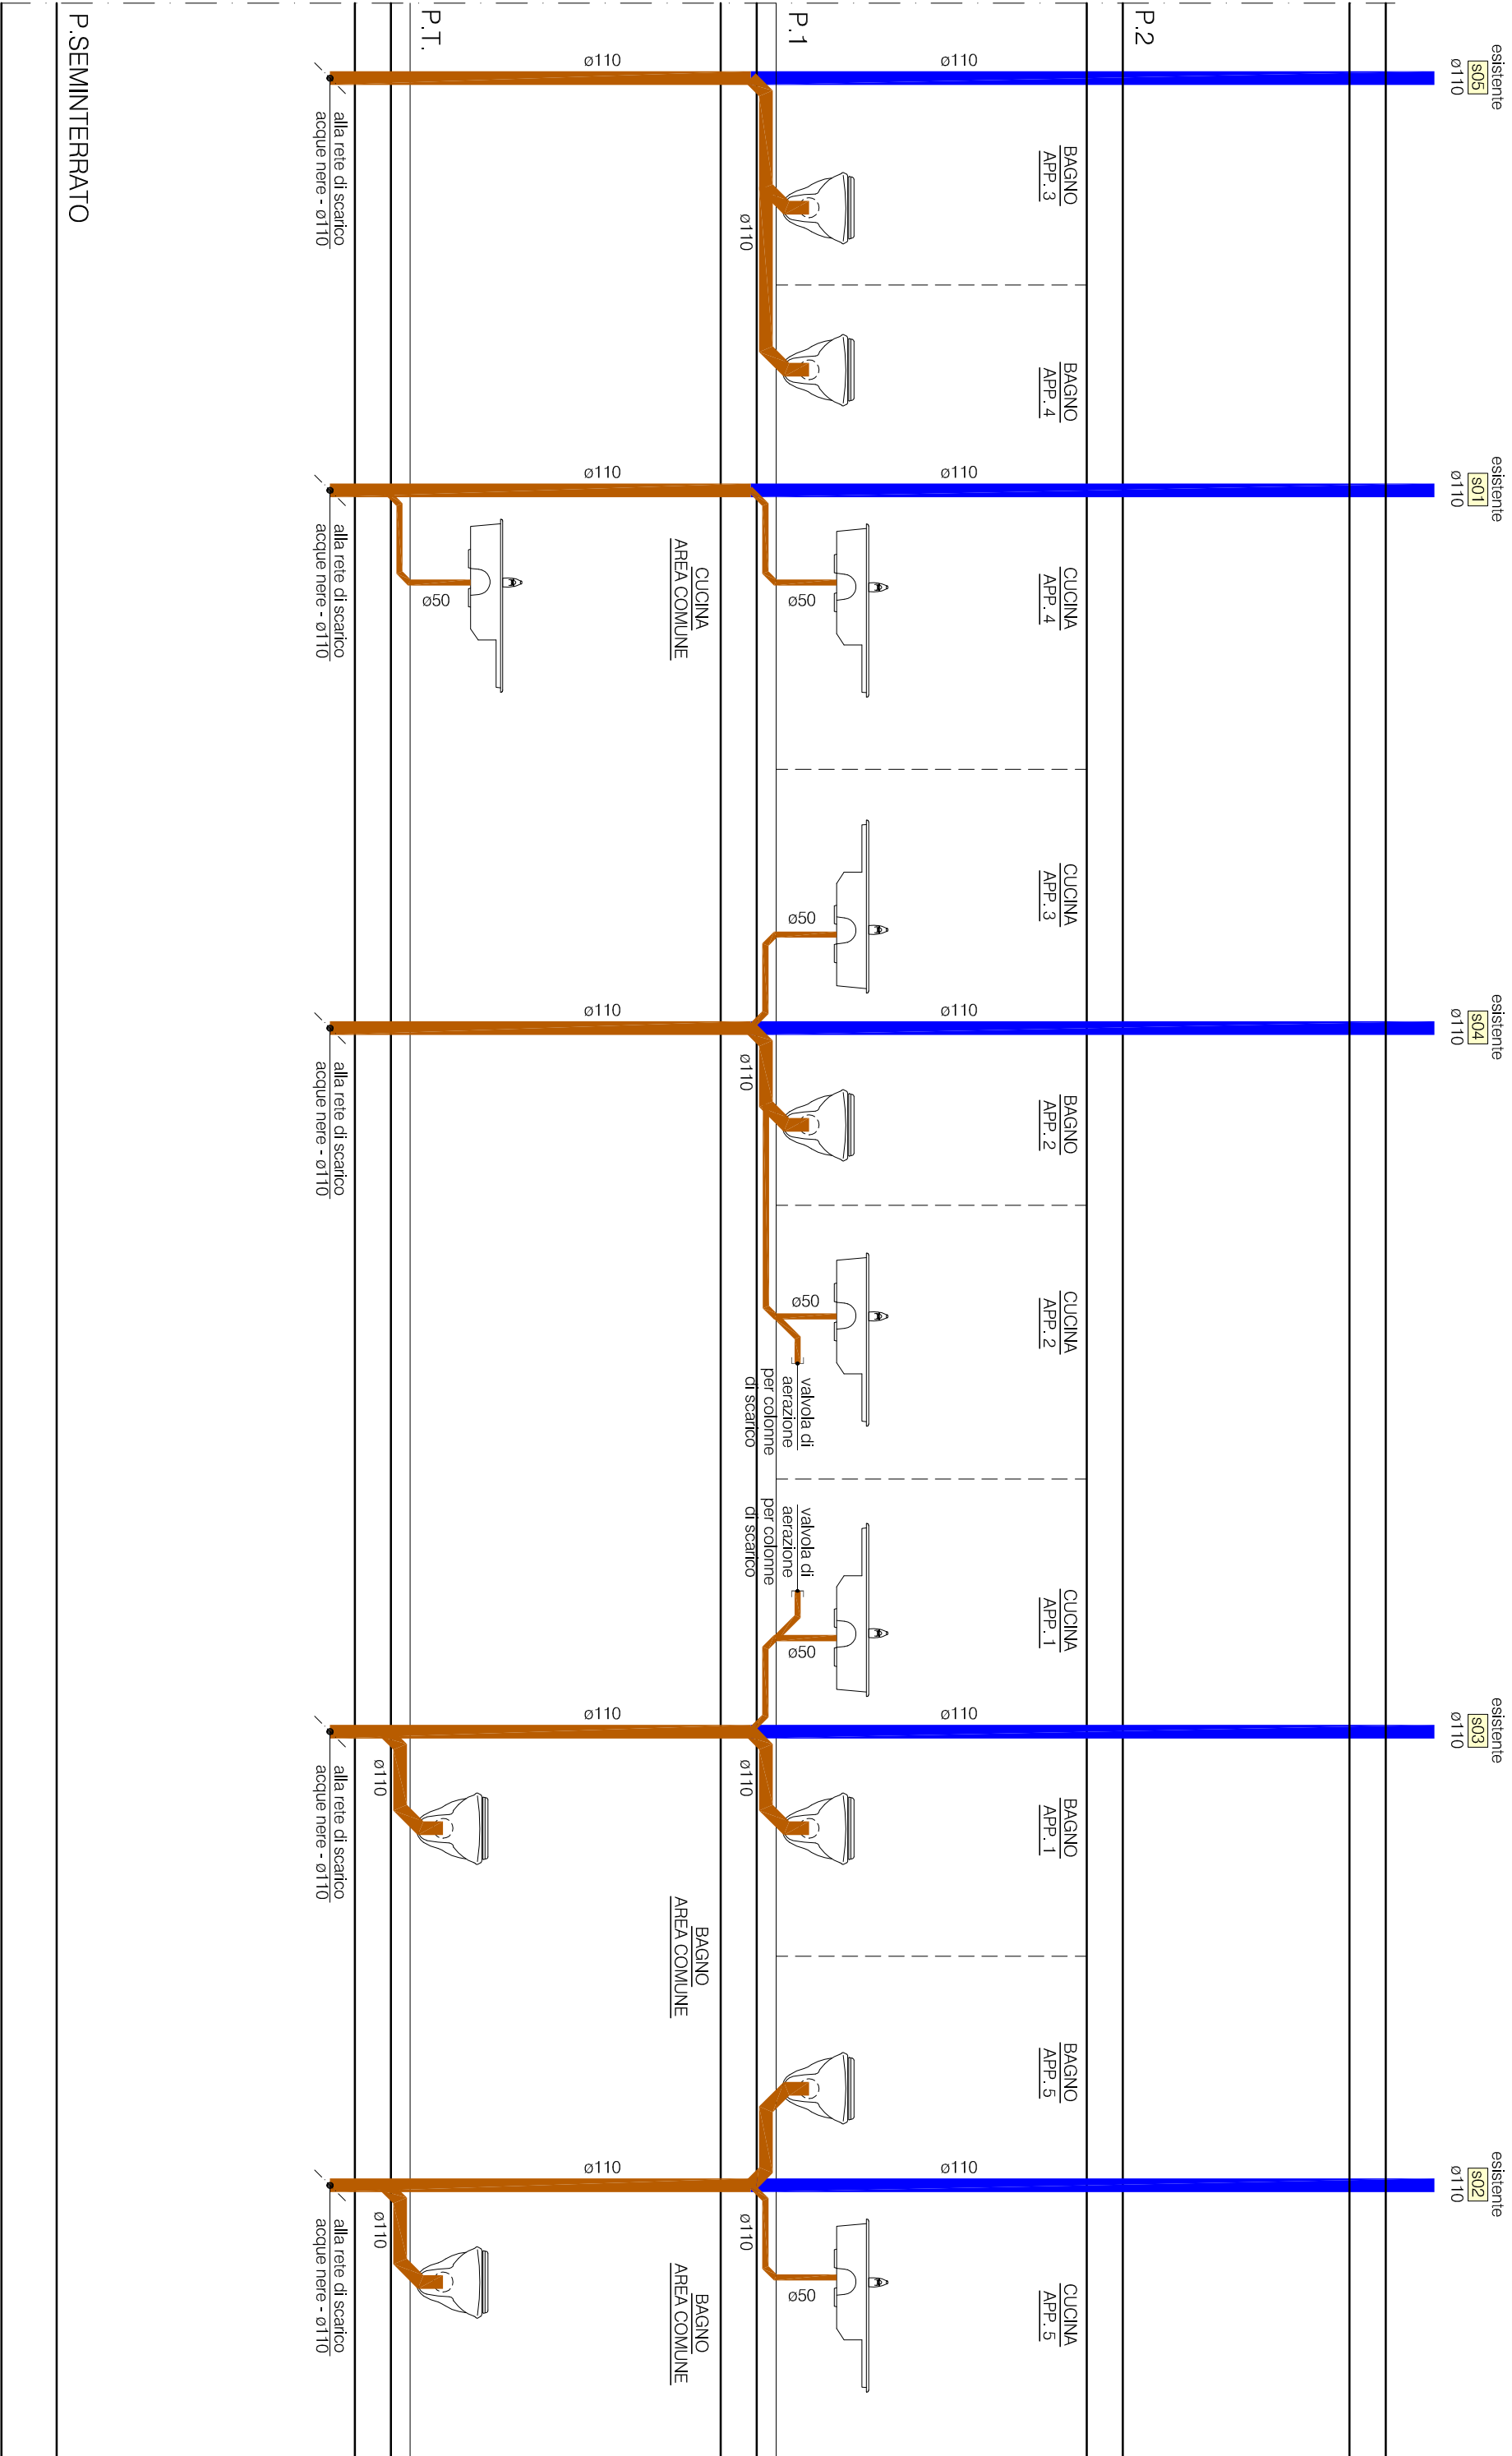 esistente
s05
ø110
esistente
s01
ø110
esistente
s04
ø110
esistente
s03
ø110
esistente
s02
ø110
P.2
BAGNO
APP. 3
BAGNO
APP. 4
CUCINA
APP. 4
CUCINA
APP. 3
BAGNO
APP. 2
CUCINA
APP. 2
CUCINA
APP. 1
BAGNO
APP. 1
BAGNO
APP. 5
CUCINA
APP. 5
ø110
ø110
ø110
ø110
ø110
P.1
ø50
ø50
ø50
ø50
ø50
valvola di
aerazione
per colonne
di scarico
valvola di
aerazione
per colonne
di scarico
ø110
ø110
ø110
ø110
CUCINA
AREA COMUNE
BAGNO
AREA COMUNE
BAGNO
AREA COMUNE
ø110
ø110
ø110
ø110
ø110
P.T.
ø50
ø110
ø110
alla rete di scarico
acque nere - ø110
alla rete di scarico
acque nere - ø110
alla rete di scarico
acque nere - ø110
alla rete di scarico
acque nere - ø110
alla rete di scarico
acque nere - ø110
P.SEMINTERRATO